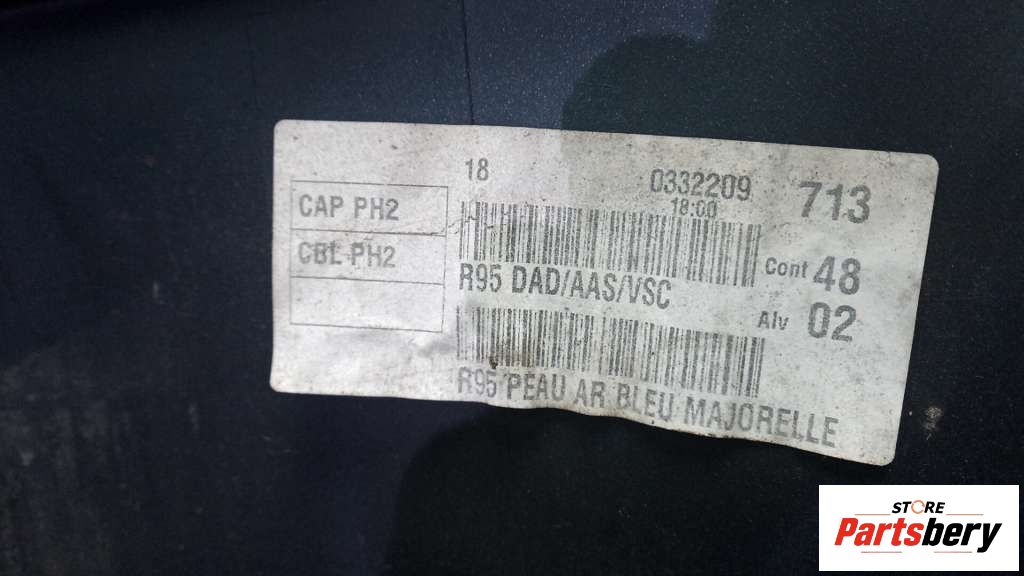 18 0332209 713
18:00
CAP PH2
CBL PH2
Cont 48
R95 DAD/AAS/VSC
Alv 02
R95 PEAU AR BLEU MAJORELLE
STORE
Partsbery